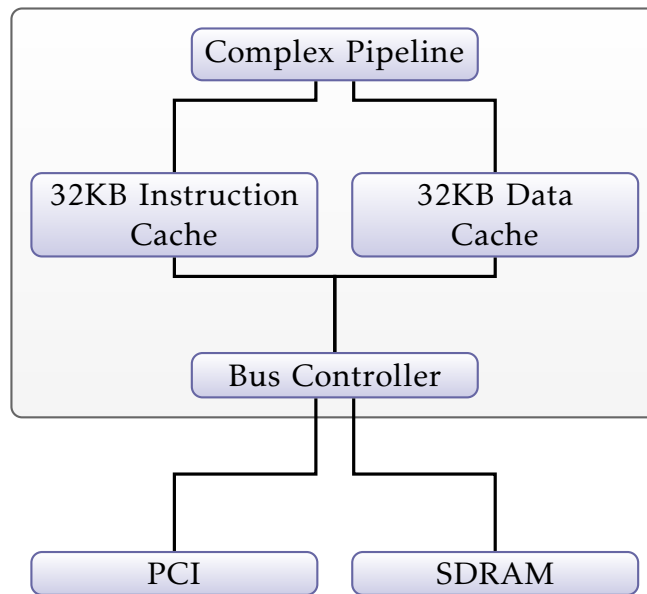 Complex Pipeline
32KB Instruction
Cache
32KB Data
Cache
Bus Controller
PCI
SDRAM